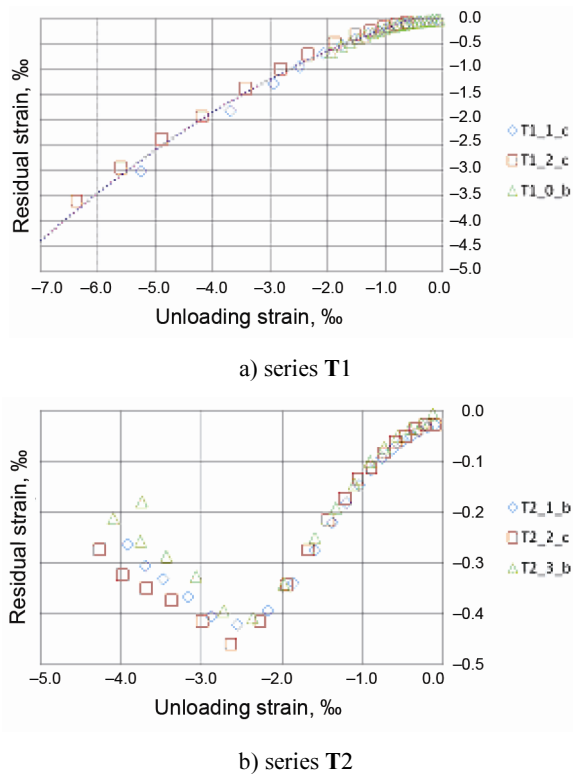 0.0
–0.5
–1.0
–1.5
–2.0
–2.5
–3.0
–3.5
–4.0
–4.5
–5.0
Residual strain, ‰
T1_1_c
T1_2_c
T1_0_b
–7.0 –6.0 –5.0 –4.0 –3.0 –2.0 –1.0 0.0
Unloading strain, ‰
a) series T1
0.0
–0.1
–0.2
–0.3
–0.4
–0.5
Residual strain, ‰
T2_1_b
T2_2_c
T2_3_b
–5.0 –4.0 –3.0 –2.0 –1.0 0.0
Unloading strain, ‰
b) series T2